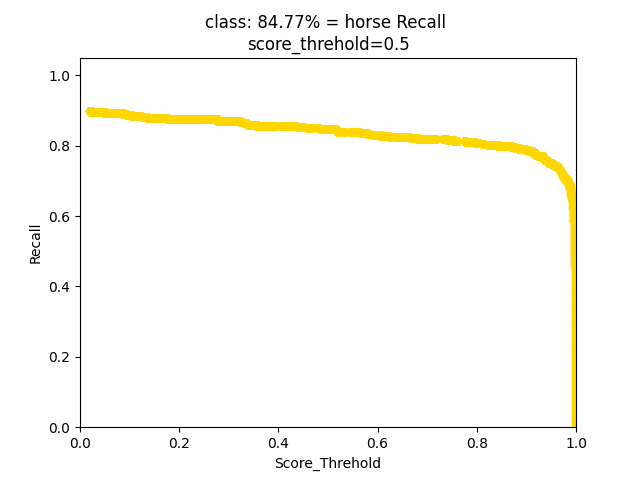 class: 84.77% = horse Recall
score_threhold=0.5
1.0
0.8
0.6
0.4
0.2
0.0
Recall
0.0 0.2 0.4 0.6 0.8 1.0
Score_Threhold